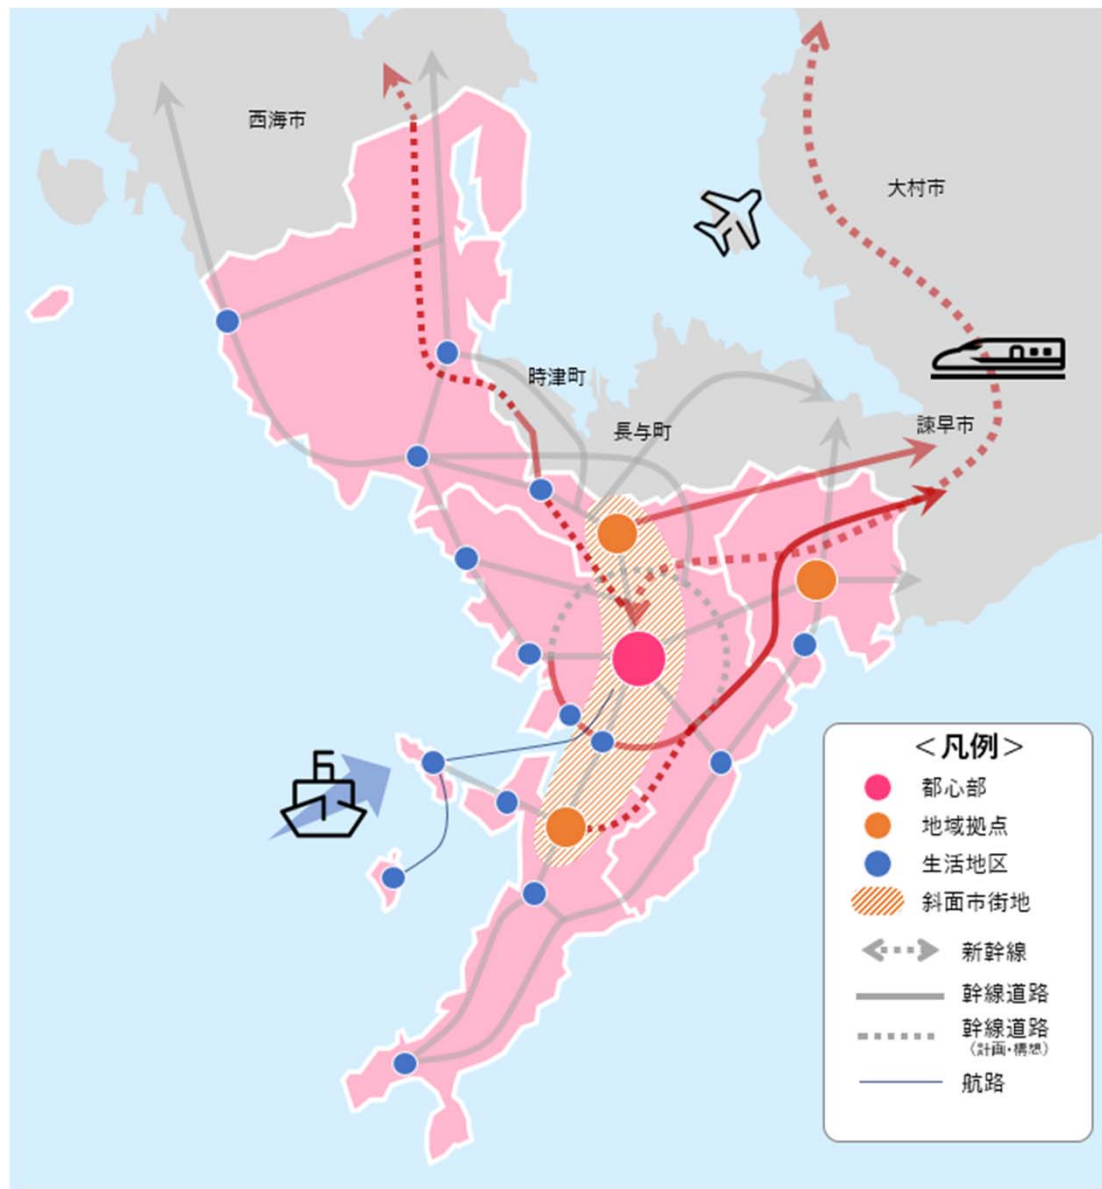 西海市
大村市
時津町
長与町
諫早市
＜凡例＞
都心部
地域拠点
生活地区
斜面市街地
新幹線
幹線道路
幹線道路
（計画・構想）
航路